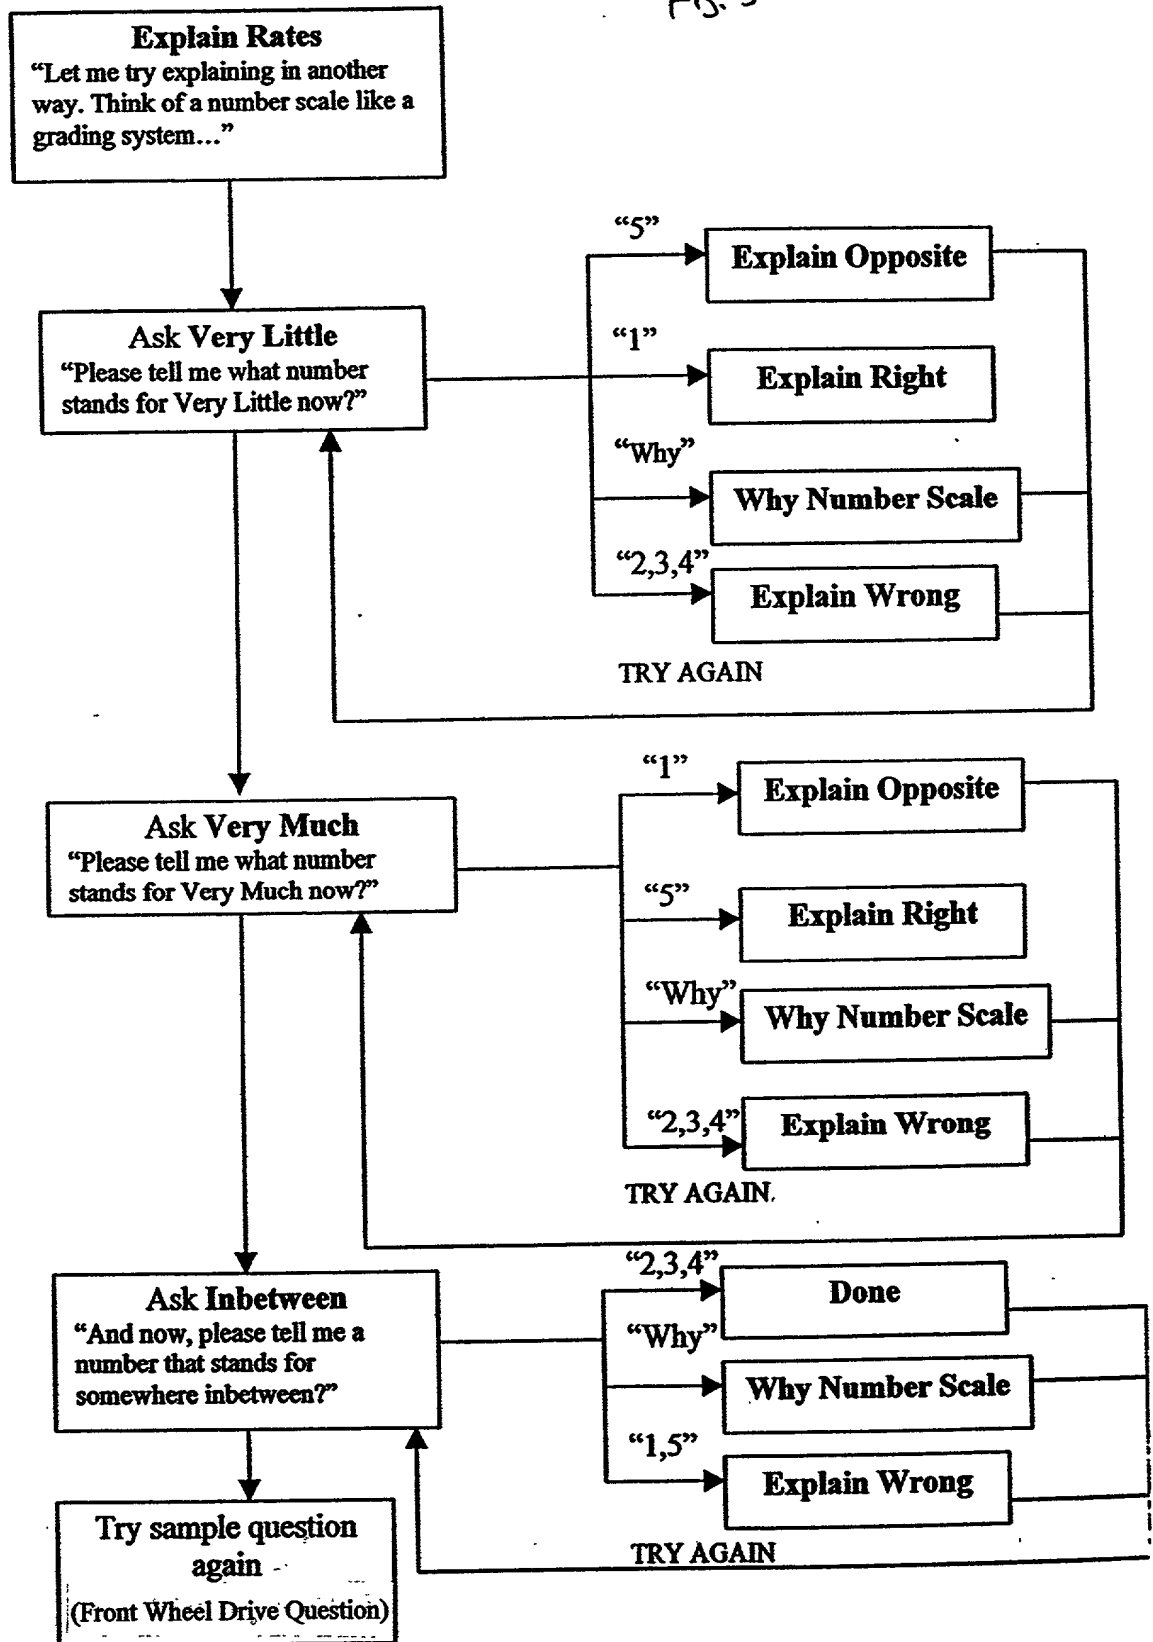 Explain Rates
“Let me try explaining in another
way. Think of a number scale like a
grading system...”
“5”
Explain Opposite
Ask Very Little
“Please tell me what number
stands for Very Little now?”
“1”
Explain Right
“Why”
Why Number Scale
“2,3,4”
Explain Wrong
TRY AGAIN
“1”
Explain Opposite
Ask Very Much
“Please tell me what number
stands for Very Much now?”
“5”
Explain Right
“Why”
Why Number Scale
“2,3,4”
Explain Wrong
TRY AGAIN
“2,3,4”
Done
Ask Inbetween
“And now, please tell me a
number that stands for
somewhere inbetween?”
“Why”
Why Number Scale
“1,5”
Explain Wrong
TRY AGAIN
Try sample question
again
(Front Wheel Drive Question)